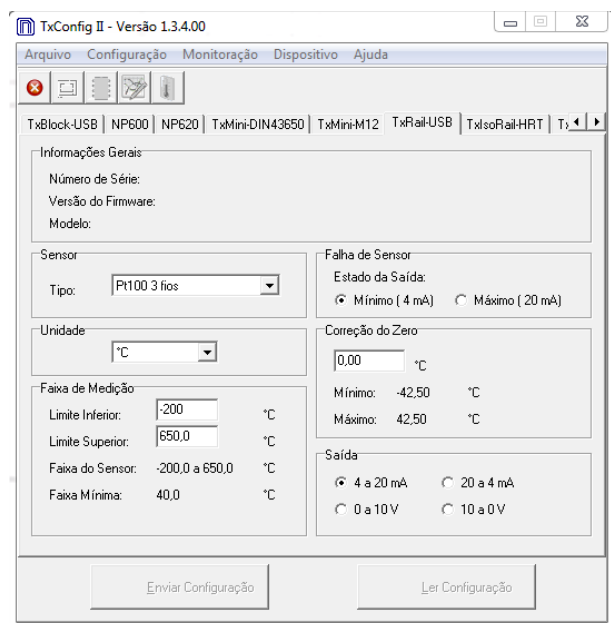 TxConfig II - Versão 1.3.4.00
Arquivo Configuração Monitoração Dispositivo Ajuda
TxBlock-USB NP600 NP620 TxMini-DIN43650 TxMini-M12 TxRail-USB TxIsoRail-HRT
Informações Gerais
Número de Série:
Versão do Firmware:
Modelo:
Sensor
Tipo: Pt100 3 fios
Unidade
°C
Faixa de Medição
Limite Inferior: -200 °C
Limite Superior: 650,0 °C
Faixa do Sensor: -200,0 a 650,0 °C
Faixa Mínima: 40,0 °C
Falha de Sensor
Estado da Saída:
Mínimo ( 4 mA) Máximo ( 20 mA)
Correção do Zero
0,00 °C
Mínimo: -42,50 °C
Máximo: 42,50 °C
Saída
4 a 20 mA 20 a 4 mA
0 a 10 V 10 a 0 V
Enviar Configuração Ler Configuração